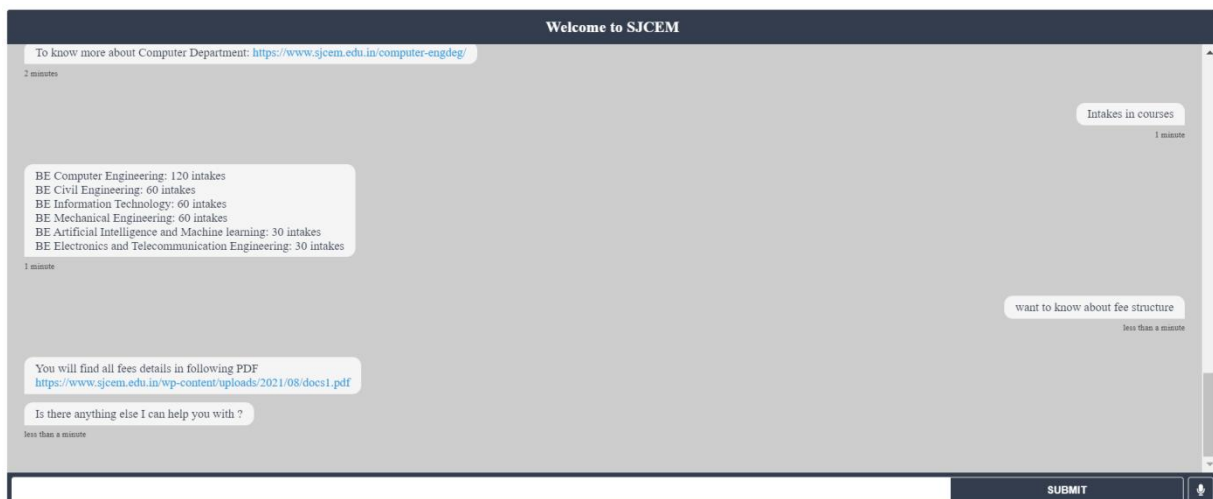 Welcome to SJCEM
To know more about Computer Department: https://www.sjcem.edu.in/computer-engdeg/
2 minutes
Intakes in courses
1 minute
BE Computer Engineering: 120 intakes
BE Civil Engineering: 60 intakes
BE Information Technology: 60 intakes
BE Mechanical Engineering: 60 intakes
BE Artificial Intelligence and Machine learning: 30 intakes
BE Electronics and Telecommunication Engineering: 30 intakes
1 minute
want to know about fee structure
less than a minute
You will find all fees details in following PDF
https://www.sjcem.edu.in/wp-content/uploads/2021/08/docs1.pdf
Is there anything else I can help you with ?
less than a minute
SUBMIT